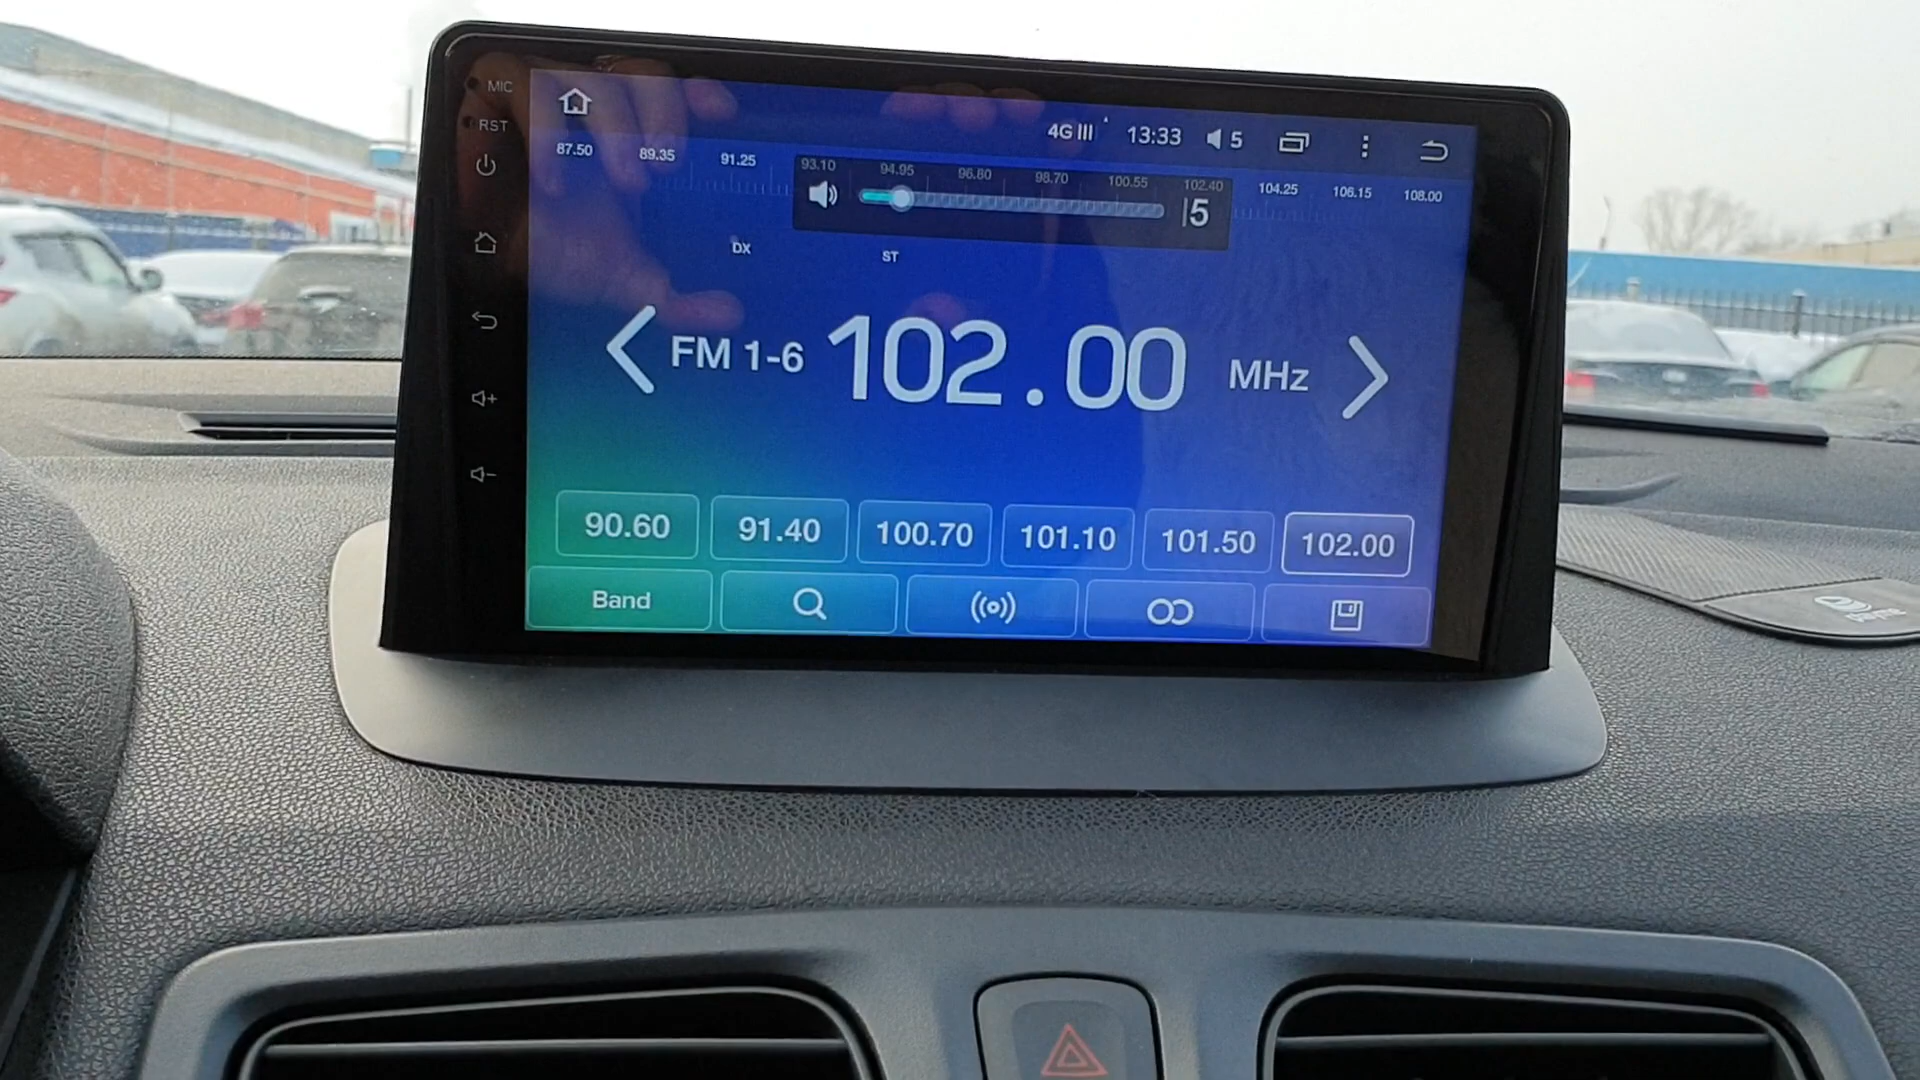 MIC
RST
4G 13:33 5
87.50 89.35 91.25 93.10 94.95 96.80 98.70 100.55 102.40 104.25 106.15 108.00
5
DX ST
FM 1-6 102.00 MHz
90.60 91.40 100.70 101.10 101.50 102.00
Band